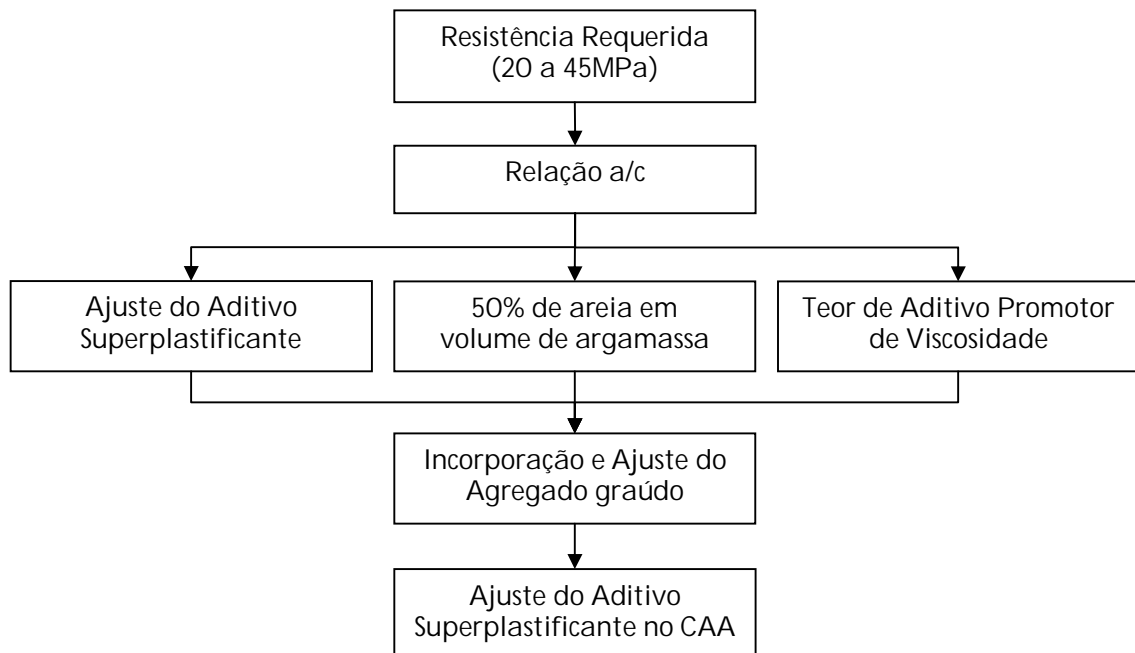 Resistência Requerida
(20 a 45MPa)
Relação a/c
Ajuste do Aditivo
Superplastificante
50% de areia em
volume de argamassa
Teor de Aditivo Promotor
de Viscosidade
Incorporação e Ajuste do
Agregado graúdo
Ajuste do Aditivo
Superplastificante no CAA